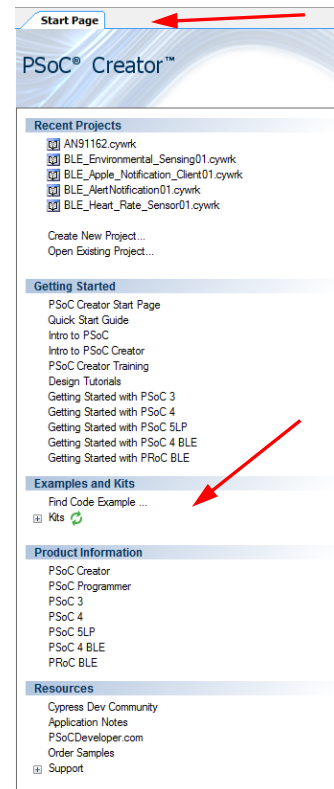 Start Page
PSoC® Creator™
Recent Projects
AN91162.cywrk
BLE_Environmental_Sensing01.cywrk
BLE_Apple_Notification_Client01.cywrk
BLE_AlertNotification01.cywrk
BLE_Heart_Rate_Sensor01.cywrk
Create New Project...
Open Existing Project...
Getting Started
PSoC Creator Start Page
Quick Start Guide
Intro to PSoC
Intro to PSoC Creator
PSoC Creator Training
Design Tutorials
Getting Started with PSoC 3
Getting Started with PSoC 4
Getting Started with PSoC 5LP
Getting Started with PSoC 4 BLE
Getting Started with PRoC BLE
Examples and Kits
Find Code Example ...
Kits
Product Information
PSoC Creator
PSoC Programmer
PSoC 3
PSoC 4
PSoC 5LP
PSoC 4 BLE
PRoC BLE
Resources
Cypress Dev Community
Application Notes
PSoCDeveloper.com
Order Samples
Support